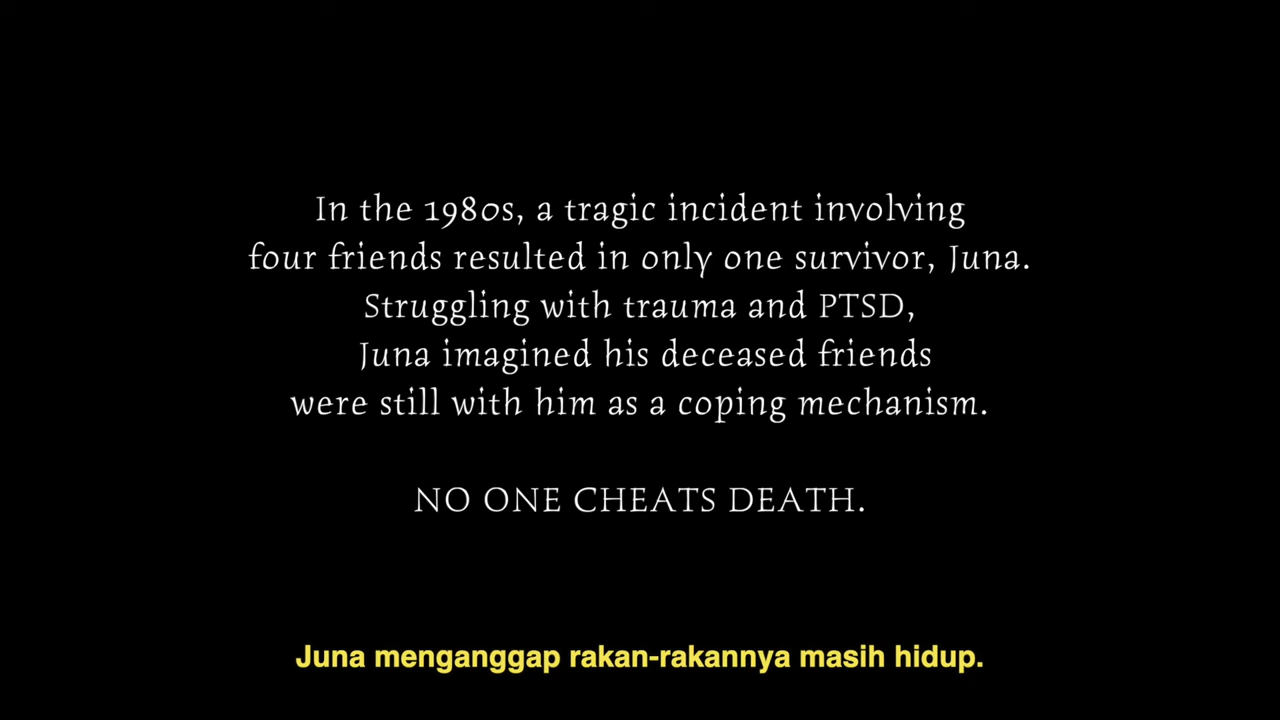 In the 1980s, a tragic incident involving
four friends resulted in only one survivor, Juna.
Struggling with trauma and PTSD,
Juna imagined his deceased friends
were still with him as a coping mechanism.
NO ONE CHEATS DEATH.
Juna menganggap rakan-rakannya masih hidup.